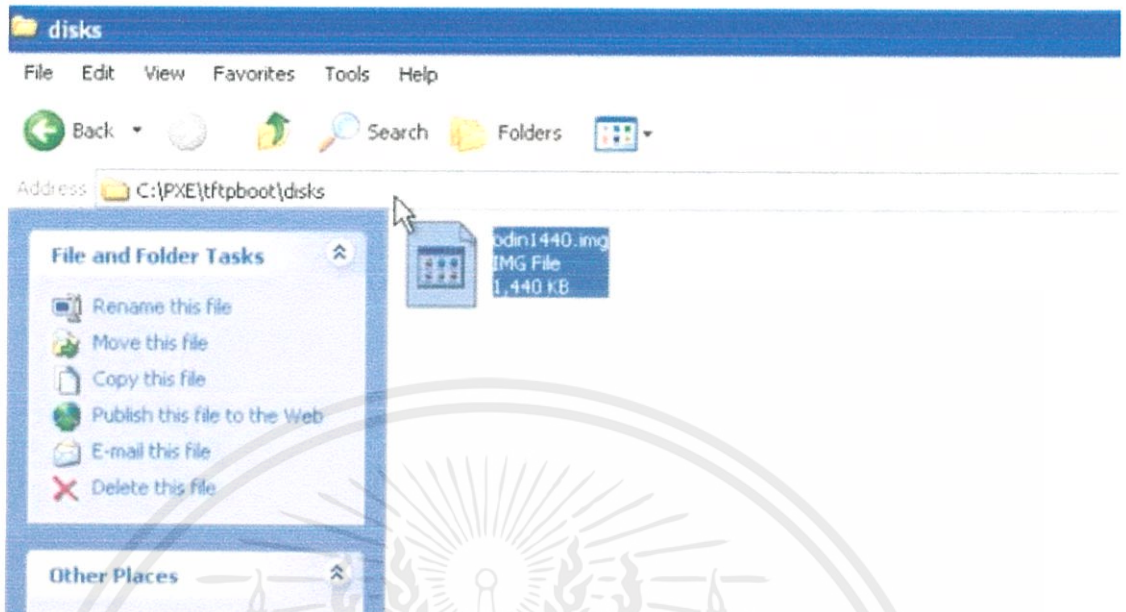 disks
File Edit View Favorites Tools Help
Back Search Folders
Address C:\PXE\tftpboot\disks
File and Folder Tasks
Rename this file
Move this file
Copy this file
Publish this file to the Web
E-mail this file
Delete this file
Other Places
odin1440.img
IMG File
1,440 KB